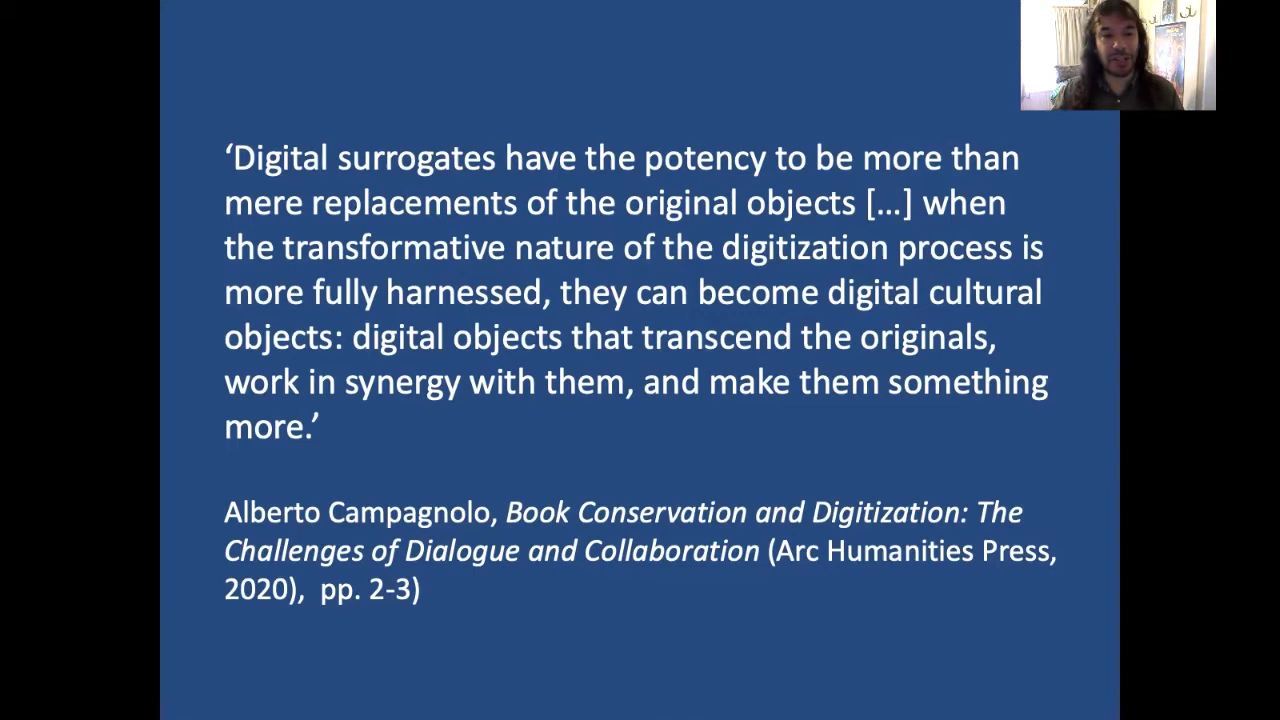 ‘Digital surrogates have the potency to be more than
mere replacements of the original objects […] when
the transformative nature of the digitization process is
more fully harnessed, they can become digital cultural
objects: digital objects that transcend the originals,
work in synergy with them, and make them something
more.’
Alberto Campagnolo, Book Conservation and Digitization: The
Challenges of Dialogue and Collaboration (Arc Humanities Press,
2020),  pp. 2-3)